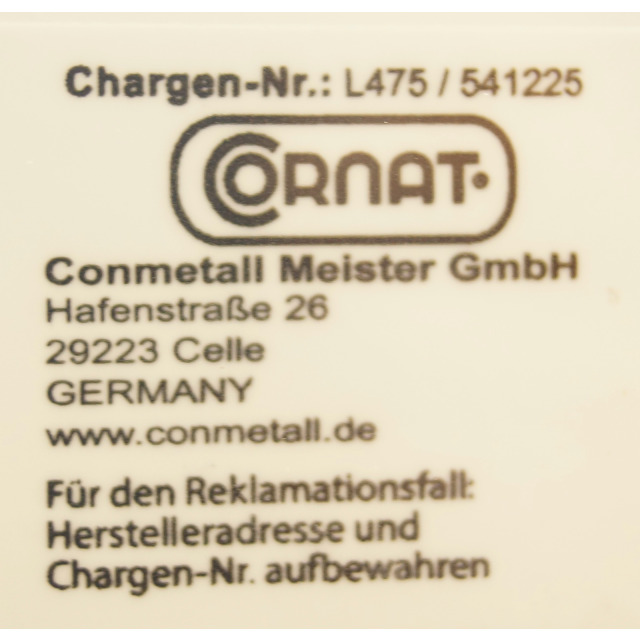 Chargen-Nr.: L475 / 541225
CORNAT
Conmetall Meister GmbH
Hafenstraße 26
29223 Celle
GERMANY
www.conmetall.de
Für den Reklamationsfall:
Herstelleradresse und
Chargen-Nr. aufbewahren